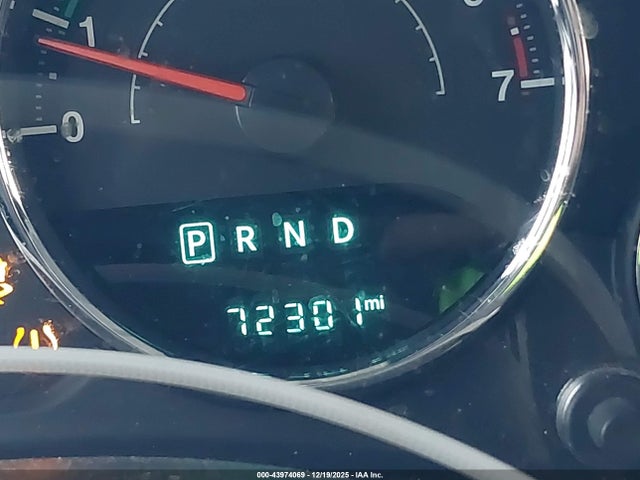 1
0
7
P R N D
72301 mi
000-43974069 - 12/19/2025 - IAA Inc.